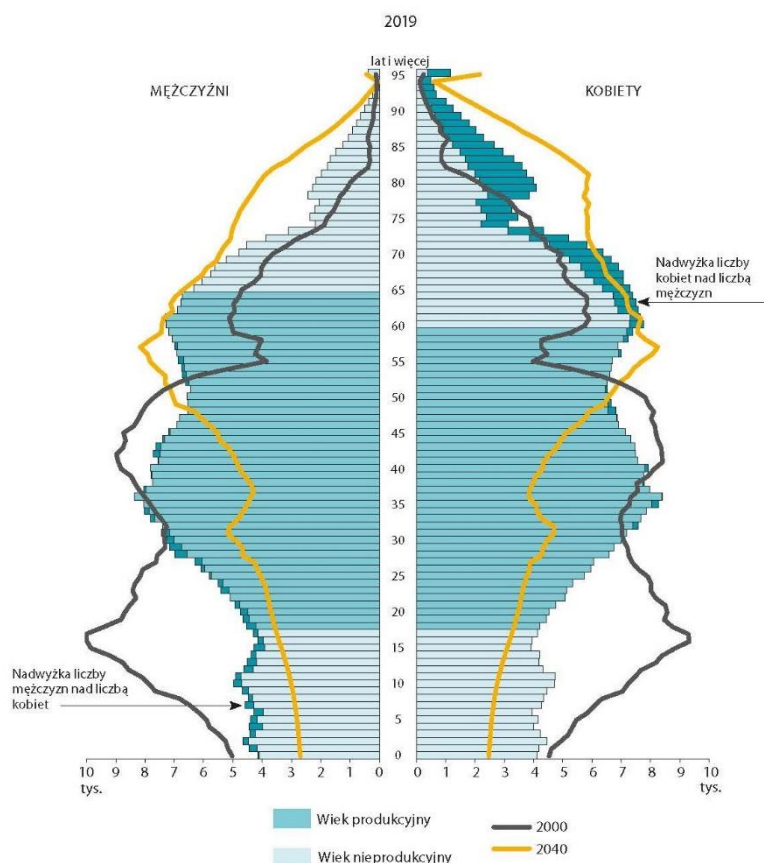 2019
lat i więcej
MĘŻCZYŹNI
KOBIETY
95
90
85
80
75
70
65
60
55
50
45
40
35
30
25
20
15
10
5
0
Nadwyżka liczby
kobiet nad liczbą
mężczyzn
Nadwyżka liczby
mężczyzn nad liczbą
kobiet
10 9 8 7 6 5 4 3 2 1 0
tys.
0 1 2 3 4 5 6 7 8 9 10
tys.
Wiek produkcyjny
Wiek nieprodukcyjny
2000
2040